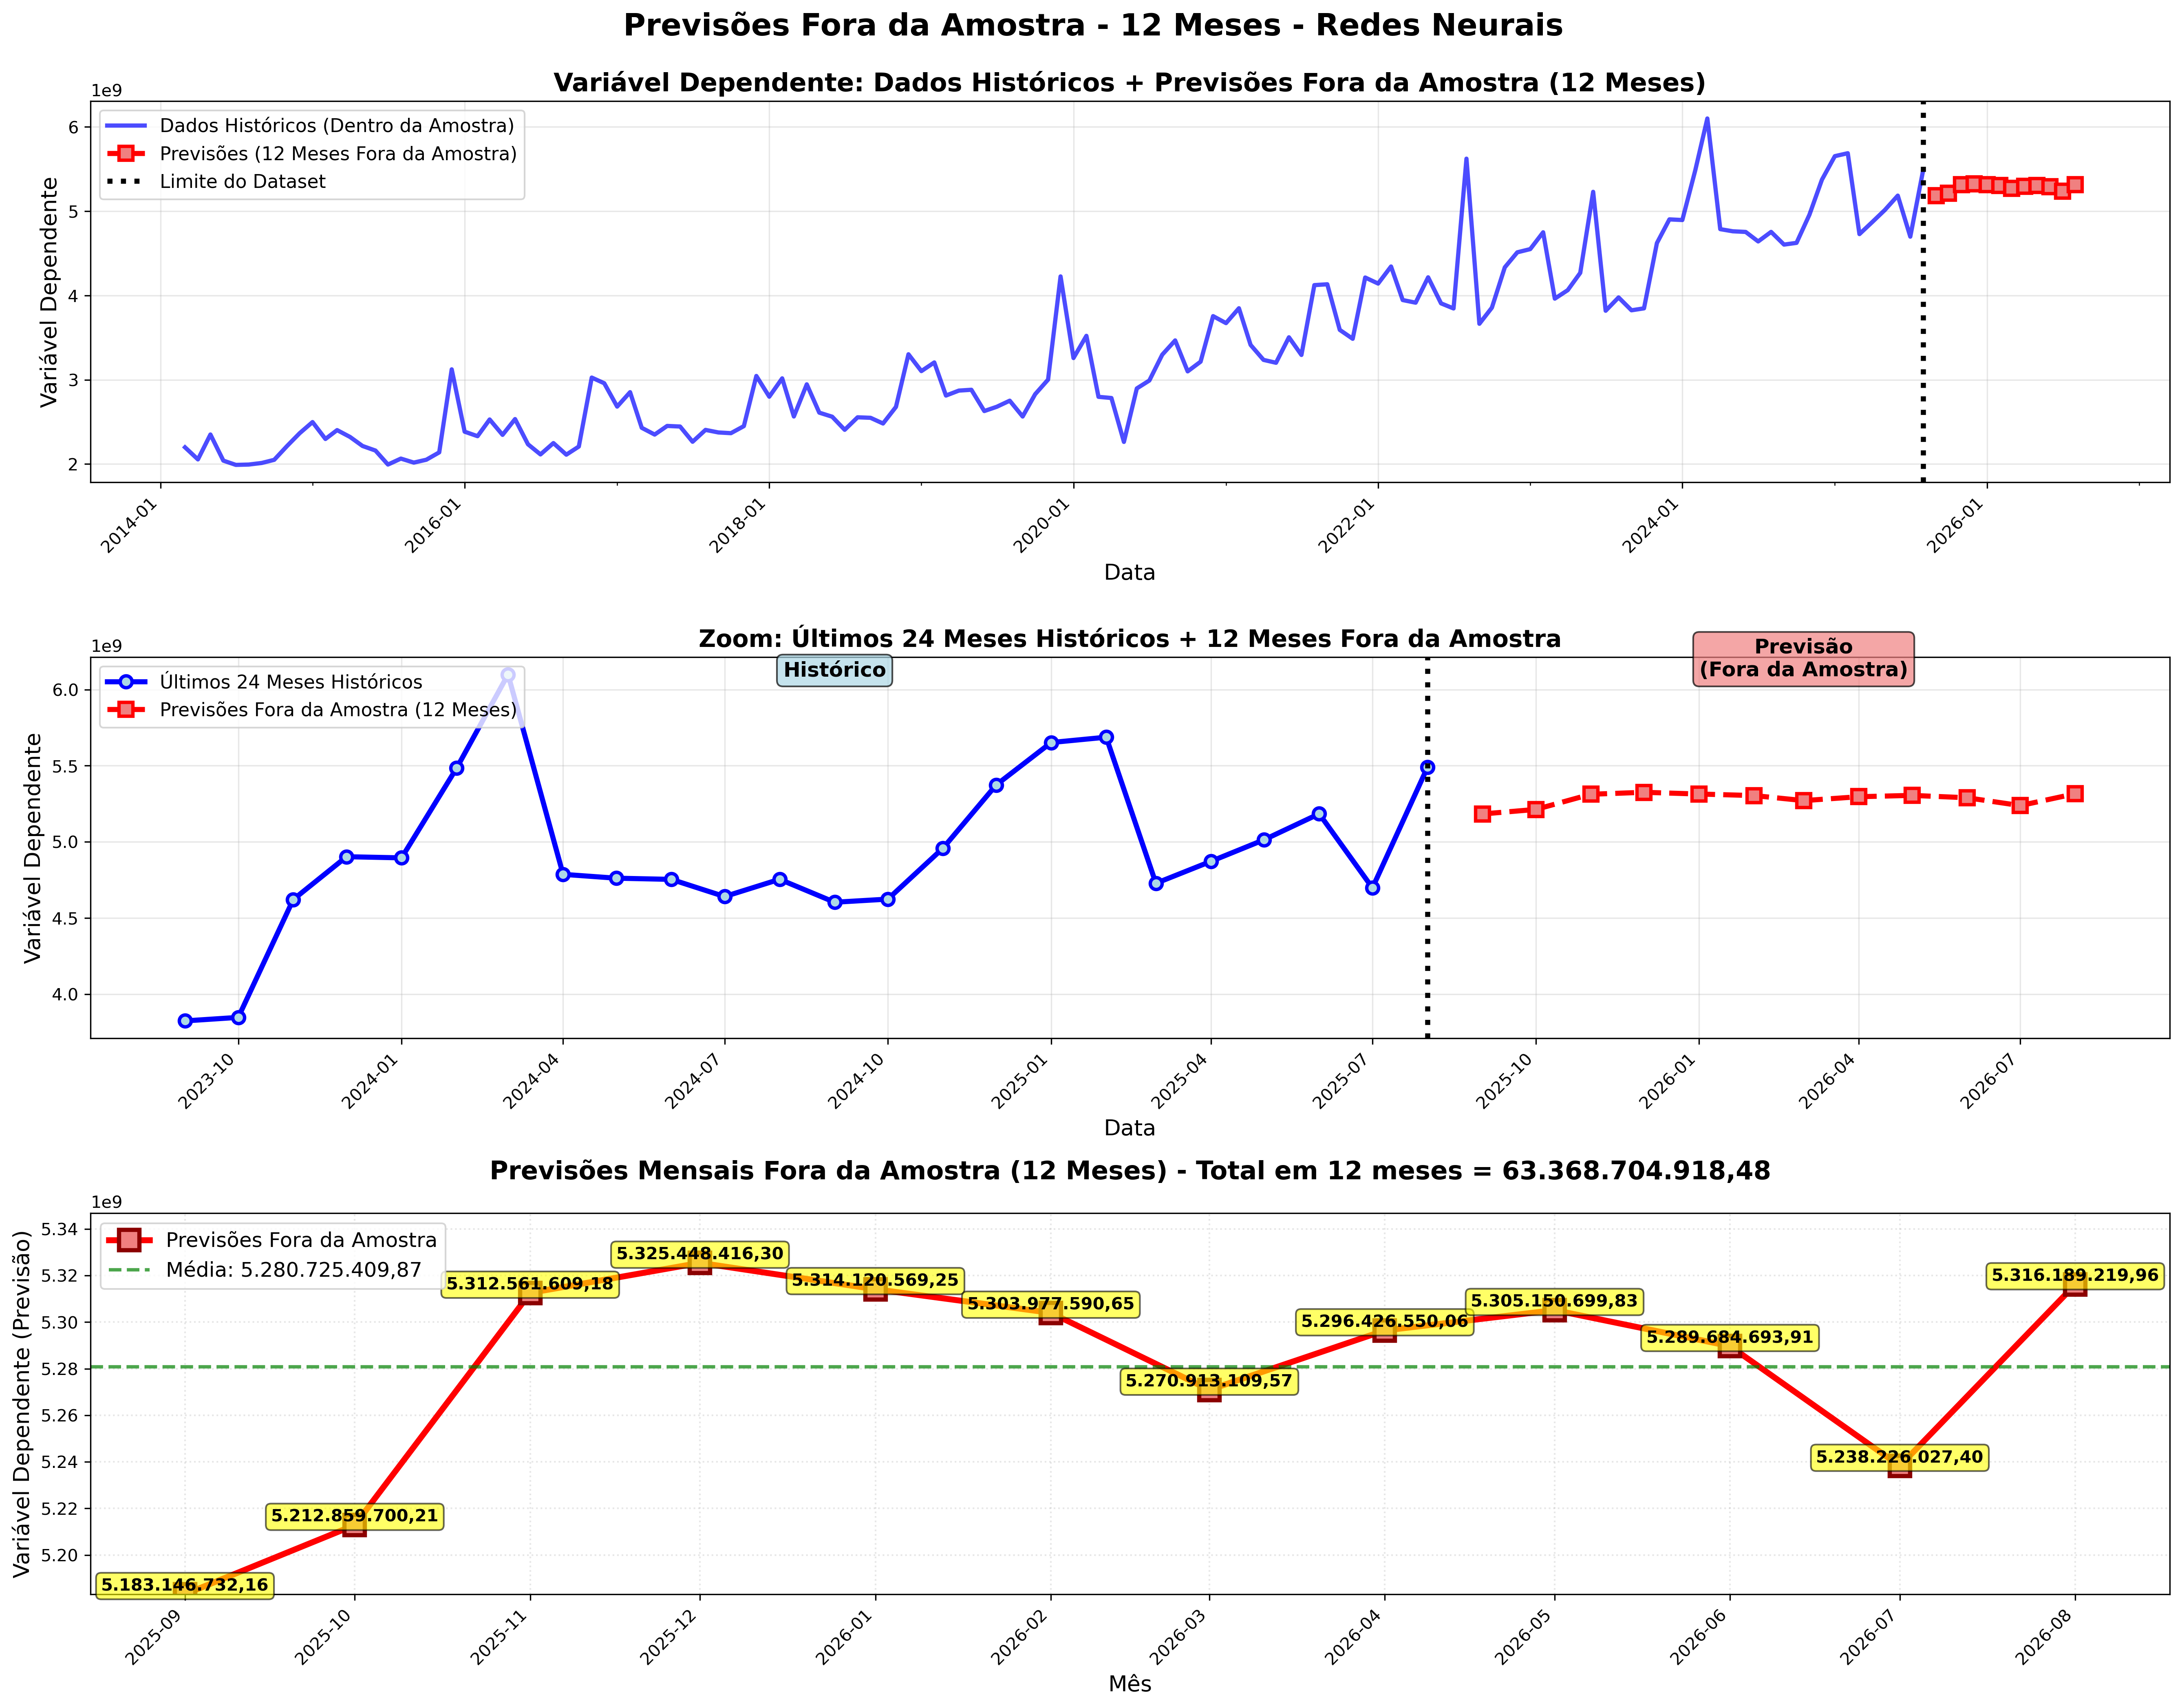 Previsões Fora da Amostra - 12 Meses - Redes Neurais
Variável Dependente: Dados Históricos + Previsões Fora da Amostra (12 Meses)
1e9
Dados Históricos (Dentro da Amostra)
Previsões (12 Meses Fora da Amostra)
Limite do Dataset
Variável Dependente
6
5
4
3
2
2014-01
2016-01
2018-01
2020-01
2022-01
2024-01
2026-01
Data
Zoom: Últimos 24 Meses Históricos + 12 Meses Fora da Amostra
1e9
Histórico
Previsão
(Fora da Amostra)
Últimos 24 Meses Históricos
Previsões Fora da Amostra (12 Meses)
Variável Dependente
6.0
5.5
5.0
4.5
4.0
2023-10
2024-01
2024-04
2024-07
2024-10
2025-01
2025-04
2025-07
2025-10
2026-01
2026-04
2026-07
Data
Previsões Mensais Fora da Amostra (12 Meses) - Total em 12 meses = 63.368.704.918,48
1e9
Previsões Fora da Amostra
Média: 5.280.725.409,87
Variável Dependente (Previsão)
5.34
5.32
5.30
5.28
5.26
5.24
5.22
5.20
5.183.146.732,16
5.212.859.700,21
5.312.561.609,18
5.325.448.416,30
5.314.120.569,25
5.303.977.590,65
5.270.913.109,57
5.296.426.550,06
5.305.150.699,83
5.289.684.693,91
5.238.226.027,40
5.316.189.219,96
2025-09
2025-10
2025-11
2025-12
2026-01
2026-02
2026-03
2026-04
2026-05
2026-06
2026-07
2026-08
Mês